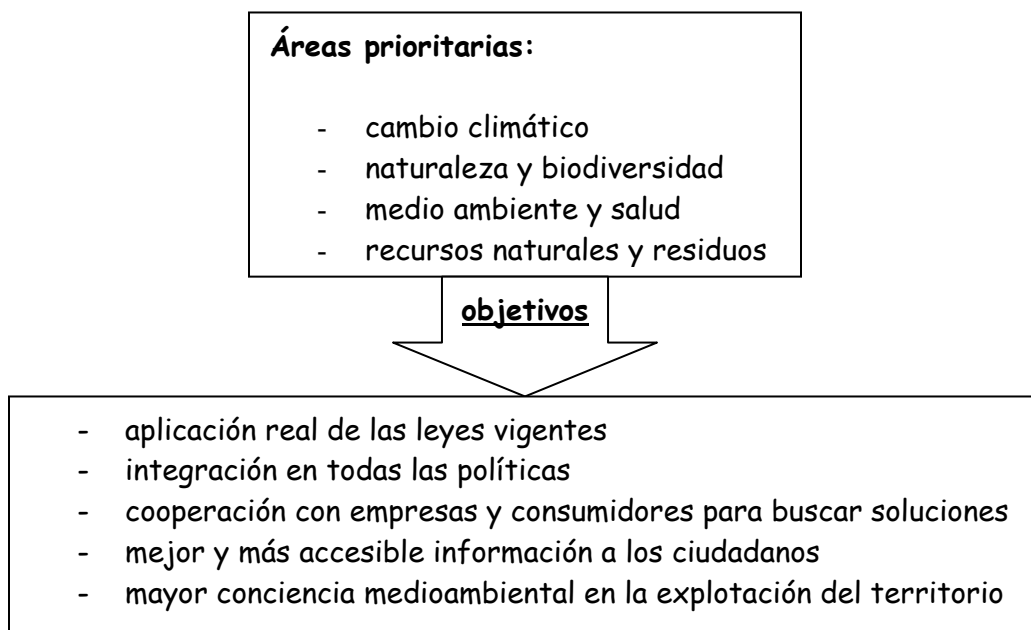 Áreas prioritarias:
- cambio climático
- naturaleza y biodiversidad
- medio ambiente y salud
- recursos naturales y residuos
objetivos
- aplicación real de las leyes vigentes
- integración en todas las políticas
- cooperación con empresas y consumidores para buscar soluciones
- mejor y más accesible información a los ciudadanos
- mayor conciencia medioambiental en la explotación del territorio